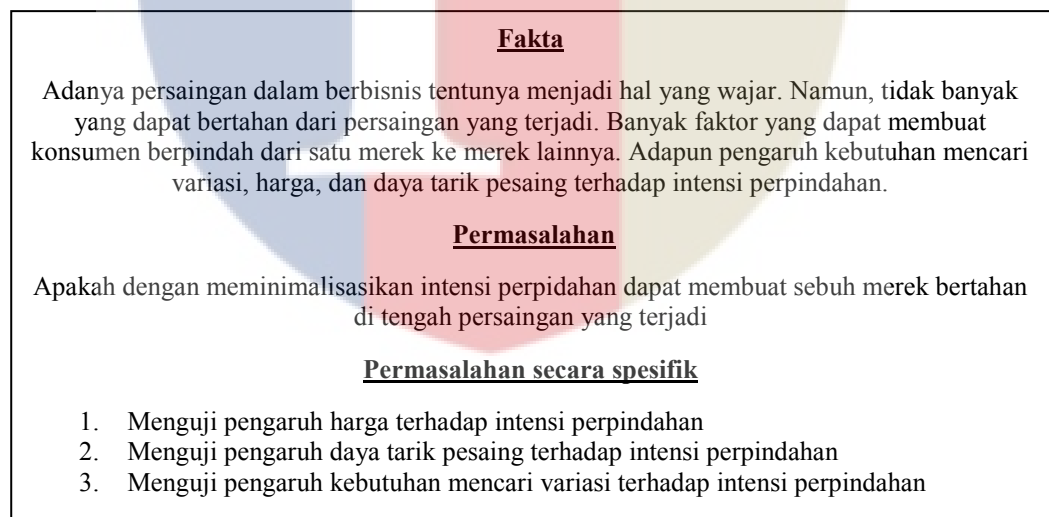 Fakta
Adanya persaingan dalam berbisnis tentunya menjadi hal yang wajar. Namun, tidak banyak
yang dapat bertahan dari persaingan yang terjadi. Banyak faktor yang dapat membuat
konsumen berpindah dari satu merek ke merek lainnya. Adapun pengaruh kebutuhan mencari
variasi, harga, dan daya tarik pesaing terhadap intensi perpindahan.
Permasalahan
Apakah dengan meminimalisasikan intensi perpidahan dapat membuat sebuh merek bertahan
di tengah persaingan yang terjadi
Permasalahan secara spesifik
1. Menguji pengaruh harga terhadap intensi perpindahan
2. Menguji pengaruh daya tarik pesaing terhadap intensi perpindahan
3. Menguji pengaruh kebutuhan mencari variasi terhadap intensi perpindahan